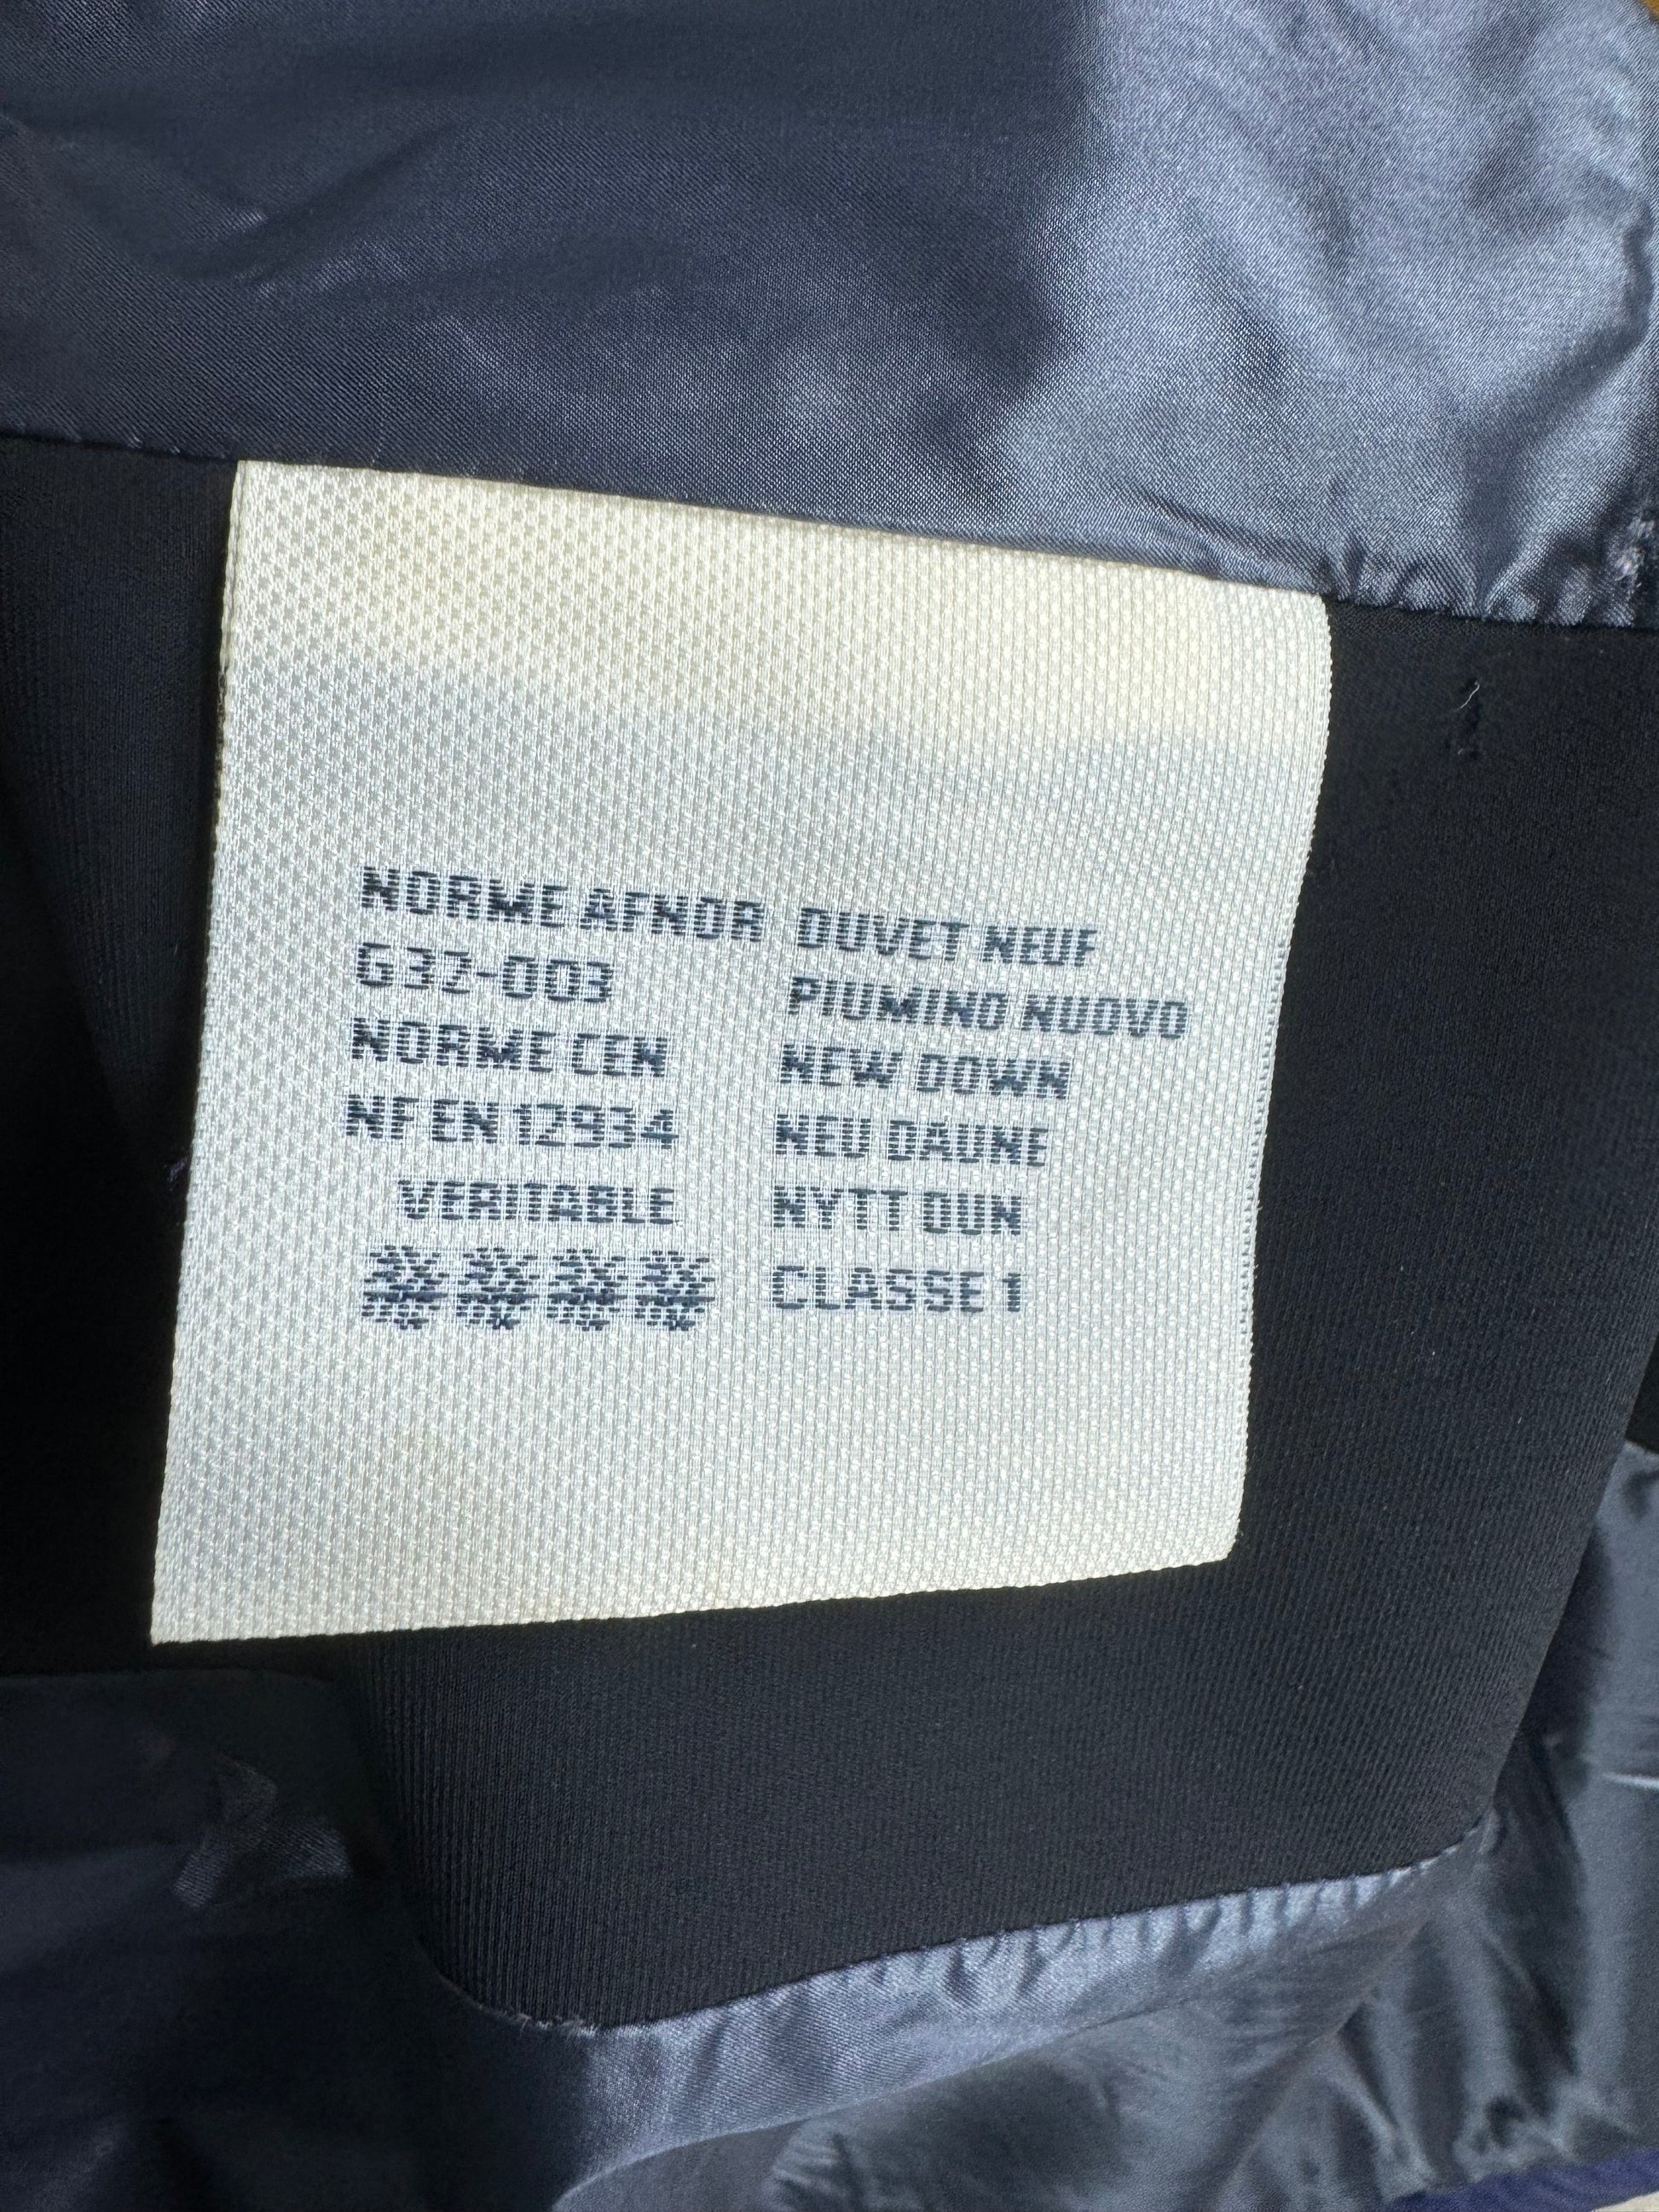 NORME AFNOR
G32-003
NORME CEN
NF EN 12934
VERITABLE
DUVET NEUF
PIUMINO NUOVO
NEW DOWN
NEU DAUNE
NYTT DUN
CLASSE 1